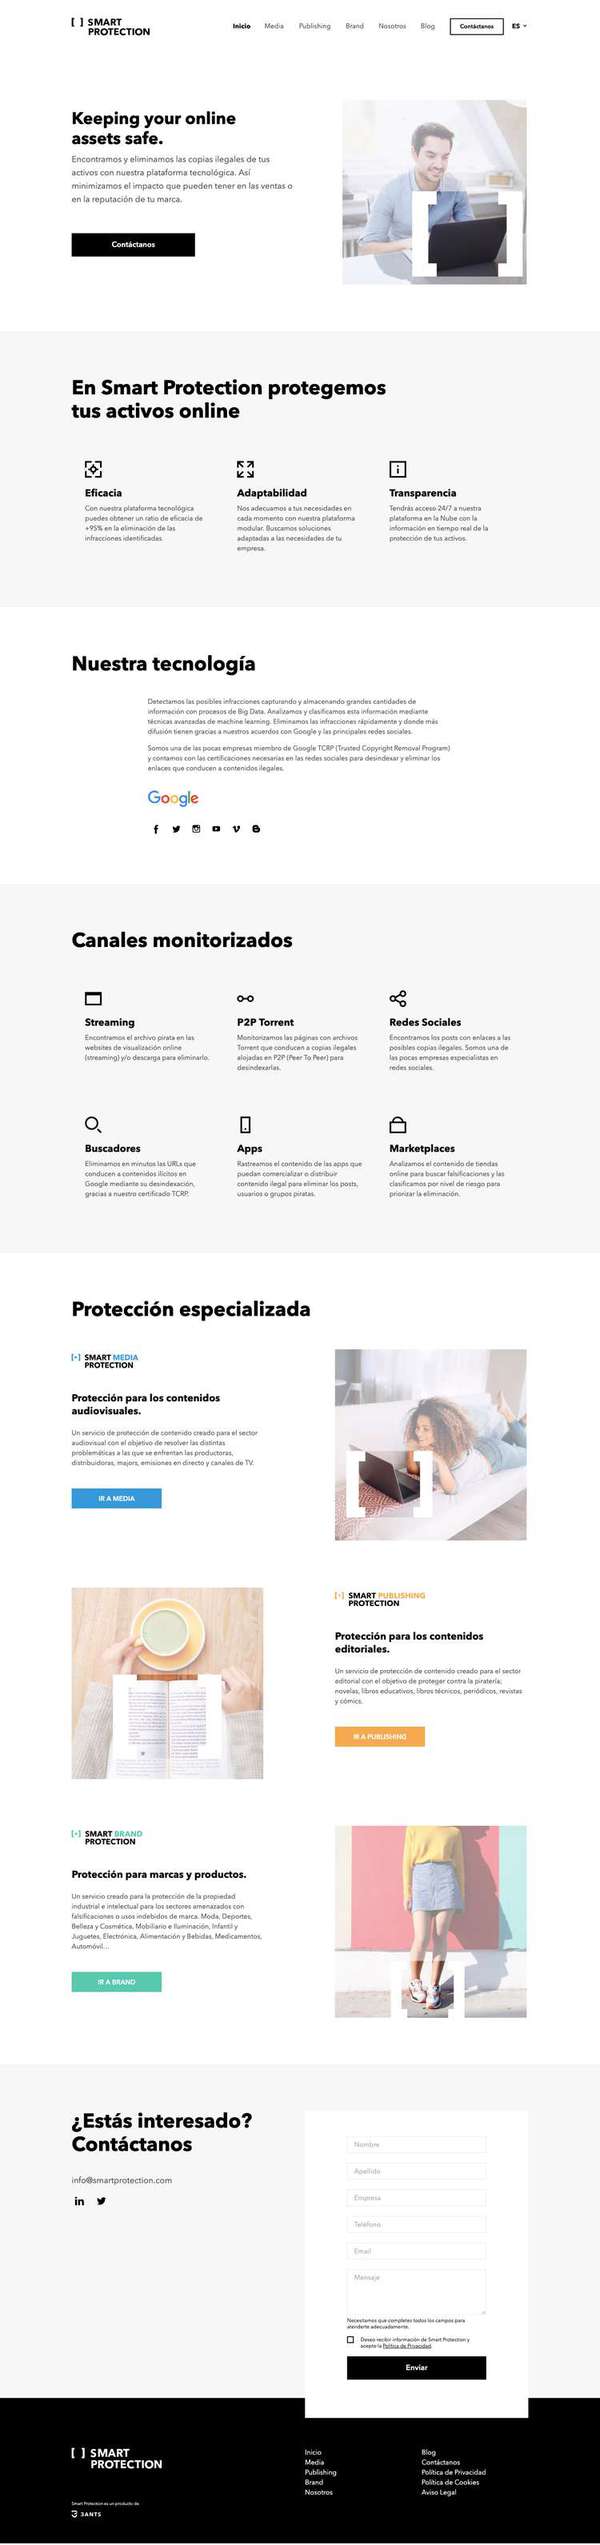 [ ] SMART
PROTECTION
Inicio Media Publishing Brand Nosotros Blog Contáctanos ES
Keeping your online
assets safe.
Encontramos y eliminamos las copias ilegales de tus
activos con nuestra plataforma tecnológica. Así
minimizamos el impacto que pueden tener en las ventas o
en la reputación de tu marca.
Contáctanos
En Smart Protection protegemos
tus activos online
Eficacia
Con nuestra plataforma tecnológica
puedes obtener un ratio de eficacia de
+95% en la eliminación de las
infracciones identificadas.
Adaptabilidad
Nos adecuamos a tus necesidades en
cada momento con nuestra plataforma
modular. Buscamos soluciones
adaptadas a las necesidades de tu
empresa.
Transparencia
Tendrás acceso 24/7 a nuestra
plataforma en la Nube con la
información en tiempo real de la
protección de tus activos.
Nuestra tecnología
Detectamos las posibles infracciones capturando y almacenando grandes cantidades de
información con procesos de Big Data. Analizamos y clasificamos esta información mediante
técnicas avanzadas de machine learning. Eliminamos las infracciones rápidamente y donde más
difusión tienen gracias a nuestros acuerdos con Google y las principales redes sociales.
Somos una de las pocas empresas miembro de Google TCRP (Trusted Copyright Removal Program)
y contamos con las certificaciones necesarias en las redes sociales para desindexar y eliminar los
enlaces que conducen a contenidos ilegales.
Google
Canales monitorizados
Streaming
Encontramos el archivo pirata en las
websites de visualización online
(streaming) y/o descarga para eliminarlo.
P2P Torrent
Monitorizamos las páginas con archivos
Torrent que conducen a copias ilegales
alojadas en P2P (Peer To Peer) para
desindexarlas.
Redes Sociales
Encontramos los posts con enlaces a las
posibles copias ilegales. Somos una de
las pocas empresas especialistas en
redes sociales.
Buscadores
Eliminamos en minutos las URLs que
conducen a contenidos ilícitos en
Google mediante su desindexación,
gracias a nuestro certificado TCRP.
Apps
Rastreamos el contenido de las apps que
puedan comercializar o distribuir
contenido ilegal para eliminar los posts,
usuarios o grupos piratas.
Marketplaces
Analizamos el contenido de tiendas
online para buscar falsificaciones y las
clasificamos por nivel de riesgo para
priorizar la eliminación.
Protección especializada
[•] SMART MEDIA
PROTECTION
Protección para los contenidos
audiovisuales.
Un servicio de protección de contenido creado para el sector
audiovisual con el objetivo de resolver las distintas
problemáticas a las que se enfrentan las productoras,
distribuidoras, majors, emisiones en directo y canales de TV.
IR A MEDIA
[•] SMART PUBLISHING
PROTECTION
Protección para los contenidos
editoriales.
Un servicio de protección de contenido creado para el sector
editorial con el objetivo de proteger contra la piratería;
novelas, libros educativos, libros técnicos, periódicos, revistas
y cómics.
IR A PUBLISHING
[•] SMART BRAND
PROTECTION
Protección para marcas y productos.
Un servicio creado para la protección de la propiedad
industrial e intelectual para los sectores amenazados con
falsificaciones o usos indebidos de marca. Moda, Deportes,
Belleza y Cosmética, Mobiliario e Iluminación, Infantil y
Juguetes, Electrónica, Alimentación y Bebidas, Medicamentos,
Automóvil…
IR A BRAND
¿Estás interesado?
Contáctanos
info@smartprotection.com
Nombre
Apellido
Empresa
Teléfono
Email
Mensaje
Necesitamos que completes todos los campos para
atenderte adecuadamente.
Deseo recibir información de Smart Protection y
acepto la Política de Privacidad.
Enviar
[ ] SMART
PROTECTION
Smart Protection es un producto de
3ANTS
Inicio
Media
Publishing
Brand
Nosotros
Blog
Contáctanos
Política de Privacidad
Política de Cookies
Aviso Legal